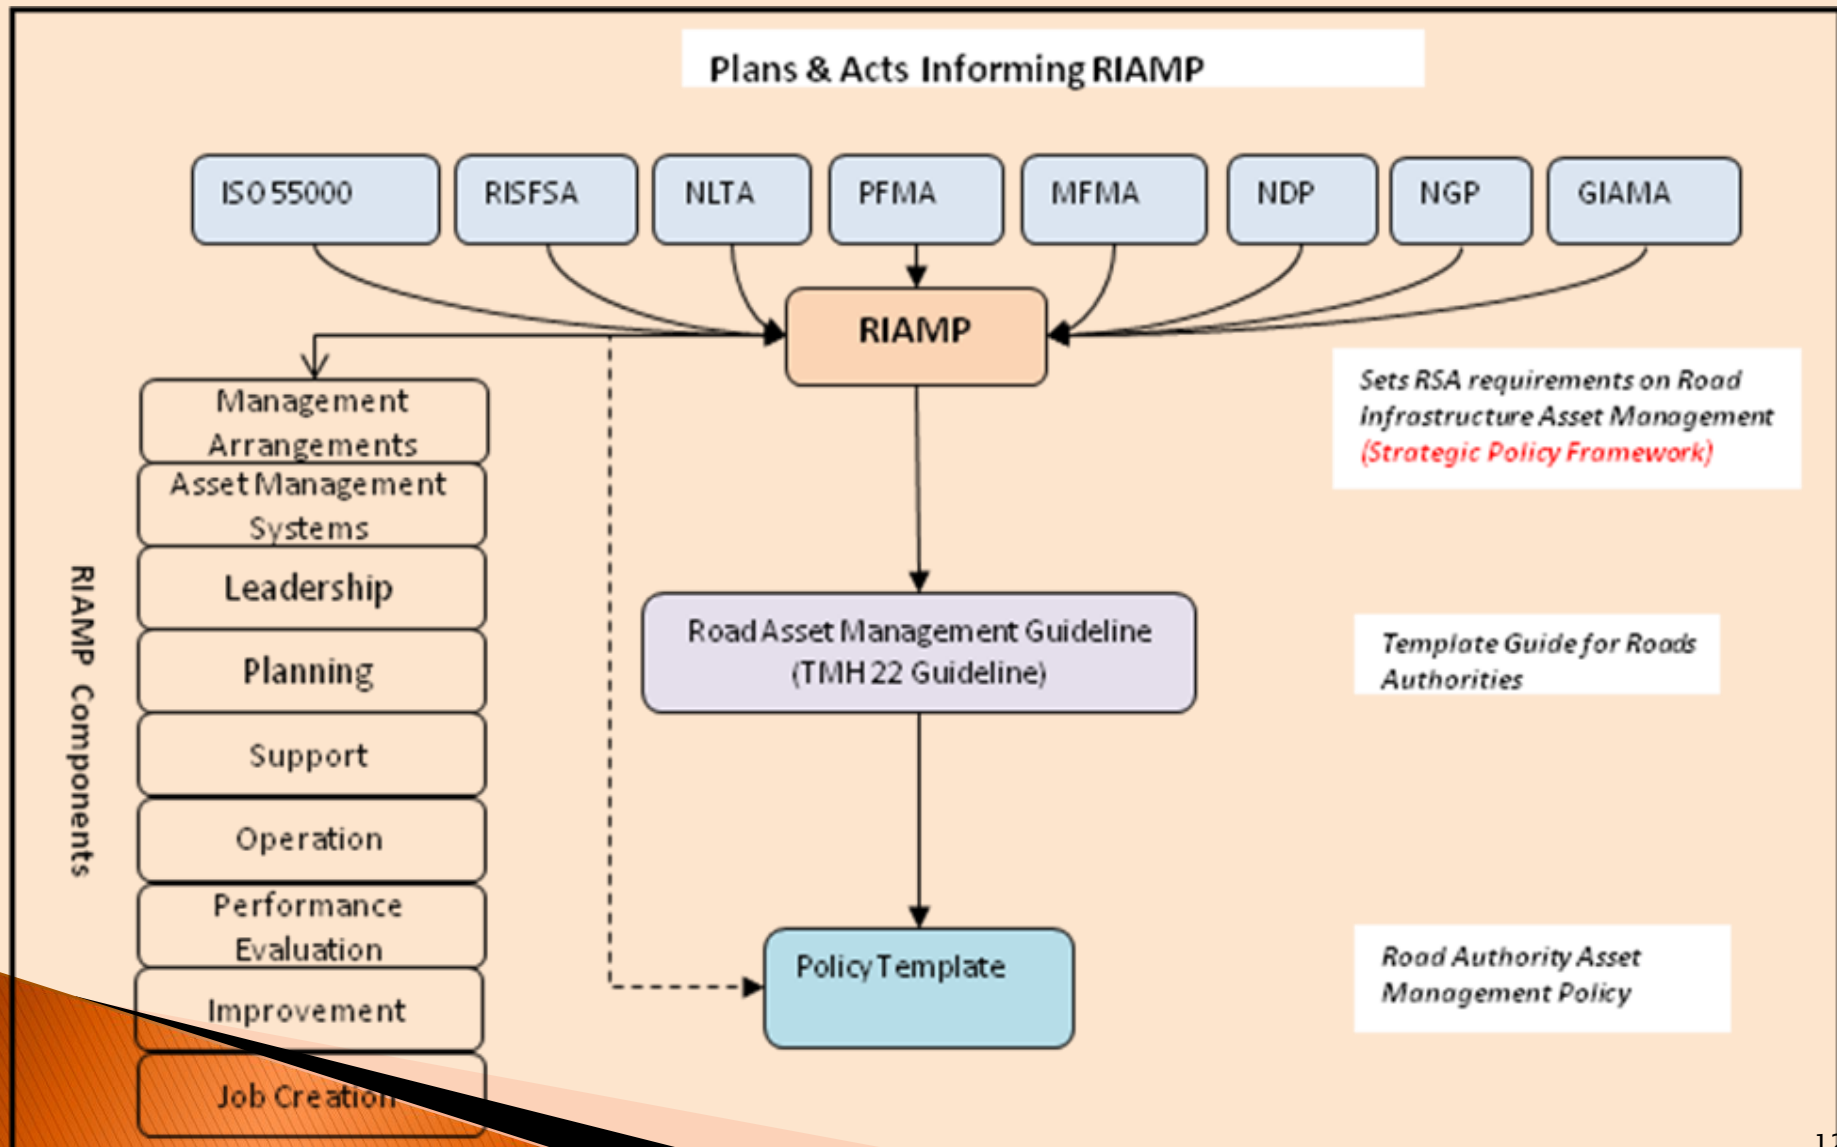 Plans & Acts Informing RIAMP
ISO 55000
RISFSA
NLTA
PFMA
MFMA
NDP
NGP
GIAMA
RIAMP
Sets RSA requirements on Road
Infrastructure Asset Management
(Strategic Policy Framework)
RIAMP Components
Management
Arrangements
Asset Management
Systems
Leadership
Planning
Support
Operation
Performance
Evaluation
Improvement
Job Creation
Road Asset Management Guideline
(TMH 22 Guideline)
Template Guide for Roads
Authorities
Policy Template
Road Authority Asset
Management Policy